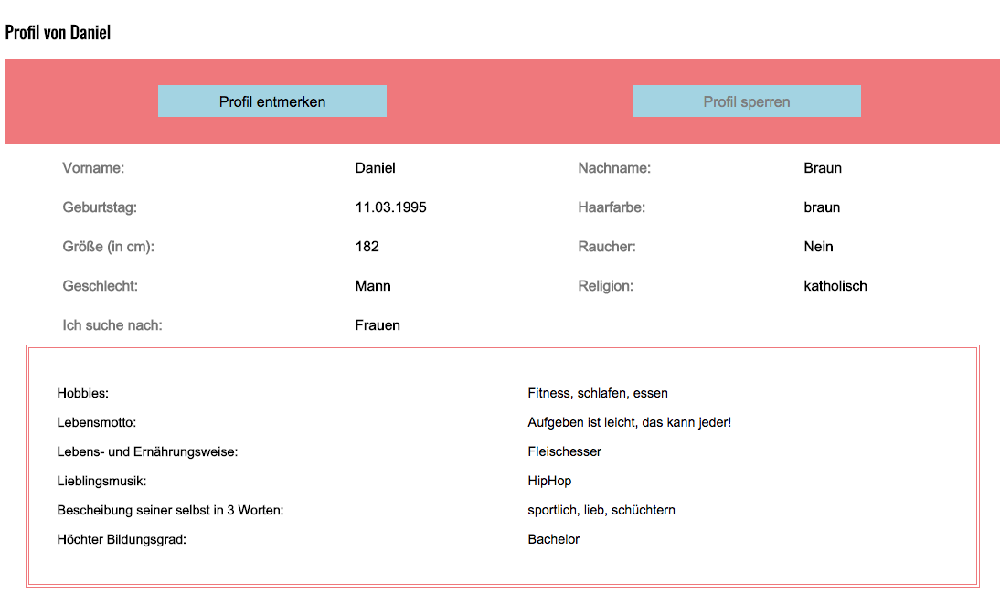 Profil von Daniel
Profil entmerken Profil sperren
Vorname: Daniel Nachname: Braun
Geburtstag: 11.03.1995 Haarfarbe: braun
Größe (in cm): 182 Raucher: Nein
Geschlecht: Mann Religion: katholisch
Ich suche nach: Frauen
Hobbies: Fitness, schlafen, essen
Lebensmotto: Aufgeben ist leicht, das kann jeder!
Lebens- und Ernährungsweise: Fleischesser
Lieblingsmusik: HipHop
Bescheibung seiner selbst in 3 Worten: sportlich, lieb, schüchtern
Höchter Bildungsgrad: Bachelor